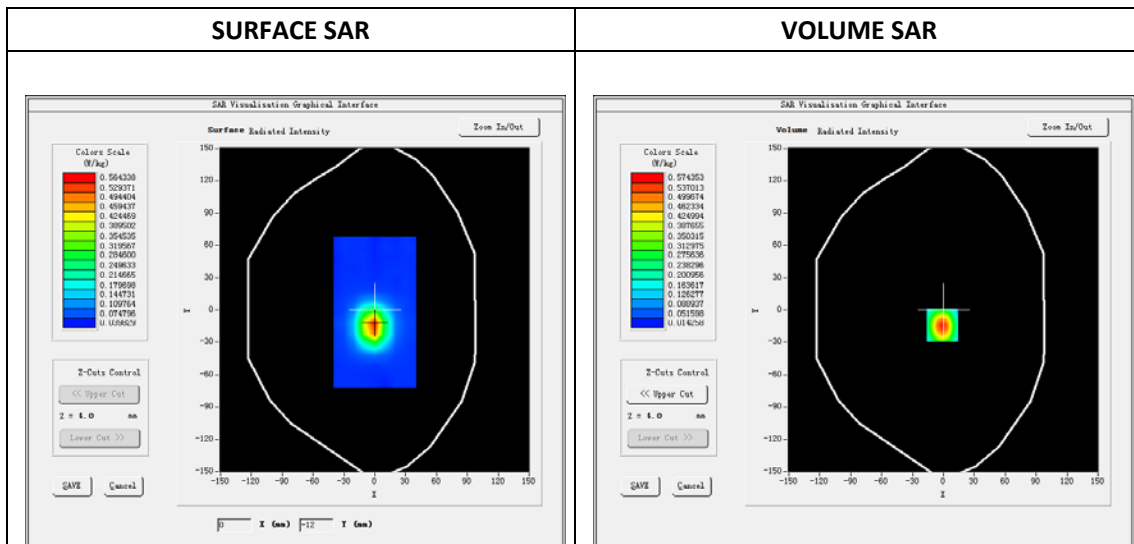 SURFACE SAR
VOLUME SAR
SAR Visualisation Graphical Interface
Surface Radiated Intensity
Zoom In/Out
Colors Scale
(W/kg)
0.564338
0.529371
0.494404
0.459437
0.424469
0.389502
0.354535
0.319567
0.284600
0.249633
0.214665
0.179698
0.144731
0.109764
0.074796
150
120
90
60
30
0
-30
-60
-90
-120
-150
Y
-150 -120 -90 -60 -30 0 30 60 90 120 150
X
Z-Cuts Control
<< Upper Cut
Z = 4.0 mm
Lower Cut >>
SAVE Cancel
0 X (mm) -12 Y (mm)
SAR Visualisation Graphical Interface
Volume Radiated Intensity
Zoom In/Out
Colors Scale
(W/kg)
0.574353
0.537013
0.499674
0.462334
0.424994
0.387655
0.350315
0.312975
0.275636
0.238296
0.200956
0.163617
0.126277
0.088937
0.051598
0.014258
150
120
90
60
30
0
-30
-60
-90
-120
-150
Y
-150 -120 -90 -60 -30 0 30 60 90 120 150
X
Z-Cuts Control
<< Upper Cut
Z = 4.0 mm
Lower Cut >>
SAVE Cancel